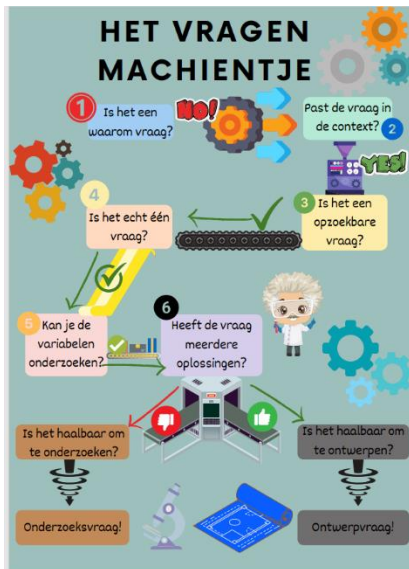 HET VRAGEN
MACHIENTJE
1
Is het een
waarom vraag?
NO!
Past de vraag in
de context?
2
YES!
3
Is het een
opzoekbare
vraag?
4
Is het echt één
vraag?
5
Kan je de
variabelen
onderzoeken?
6
Heeft de vraag
meerdere
oplossingen?
Is het haalbaar om
te onderzoeken?
Is het haalbaar om
te ontwerpen?
Onderzoeksvraag!
Ontwerpvraag!